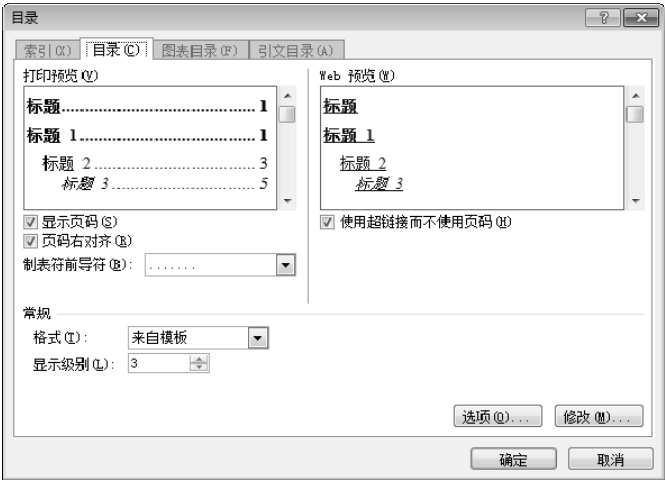 目录
索引(X) 目录(C) 图表目录(F) 引文目录(A)
打印预览(V)
标题........................................ 1
标题 1..................................... 1
标题 2............................... 3
标题 3........................... 5
显示页码(S)
页码右对齐(R)
制表符前导符(B): .......
Web 预览(W)
标题
标题 1
标题 2
标题 3
使用超链接而不使用页码(H)
常规
格式(T): 来自模板
显示级别(L): 3
选项(O)... 修改(M)...
确定 取消